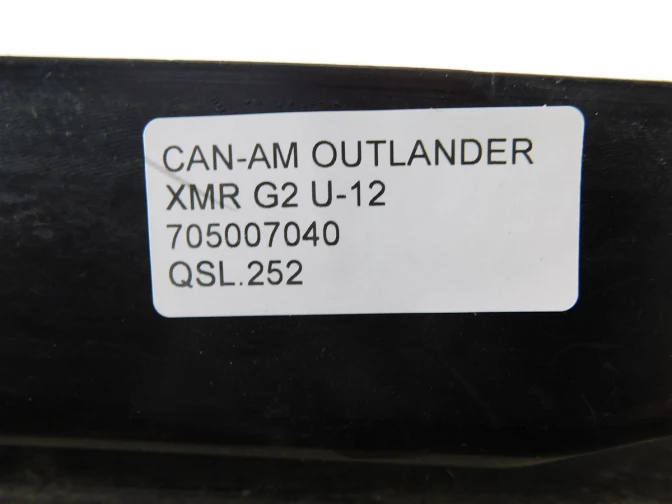 CAN-AM OUTLANDER
XMR G2 U-12
705007040
QSL.252